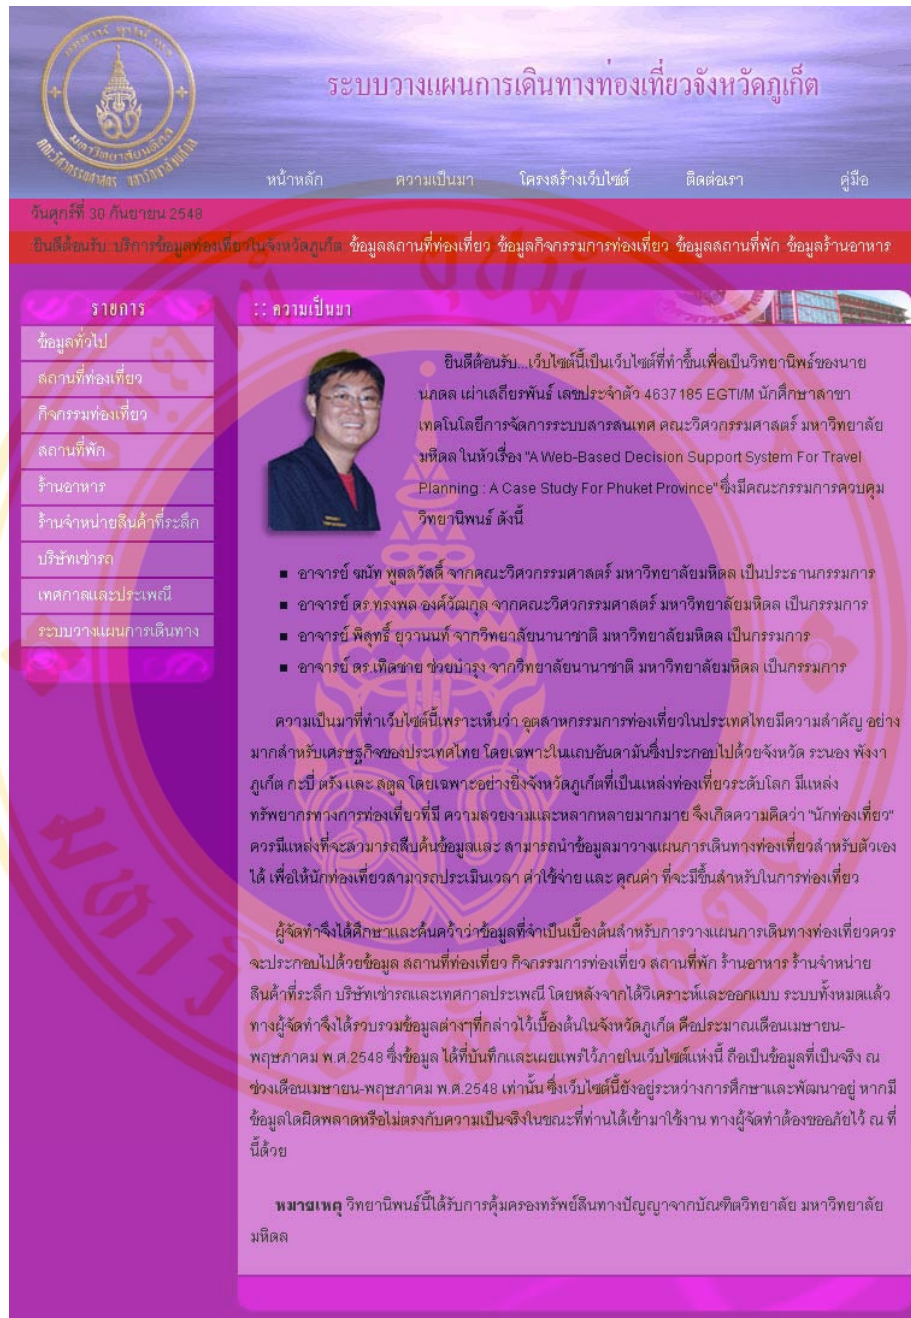 ระบบวางแผนการเดินทางท่องเที่ยวจังหวัดภูเก็ต
หน้าหลัก ความเป็นมา โครงสร้างเว็บไซต์ ติดต่อเรา คู่มือ
วันศุกร์ที่ 30 กันยายน 2548
ยินดีต้อนรับ..บริการข้อมูลท่องเที่ยวในจังหวัดภูเก็ต ข้อมูลสถานที่ท่องเที่ยว ข้อมูลกิจกรรมการท่องเที่ยว ข้อมูลสถานที่พัก ข้อมูลร้านอาหาร
รายการ
ข้อมูลทั่วไป
สถานที่ท่องเที่ยว
กิจกรรมท่องเที่ยว
สถานที่พัก
ร้านอาหาร
ร้านจำหน่ายสินค้าที่ระลึก
บริษัทเช่ารถ
เทศกาลและประเพณี
ระบบวางแผนการเดินทาง
:: ความเป็นมา
ยินดีต้อนรับ...เว็บไซต์นี้เป็นเว็บไซต์ที่ทำขึ้นเพื่อเป็นวิทยานิพธ์ของนาย
นภดล เผ่าเสถียรพันธ์ เลขประจำตัว 4637185 EGTI/M นักศึกษาสาขา
เทคโนโลยีการจัดการระบบสารสนเทศ คณะวิศวกรรมศาสตร์ มหาวิทยาลัย
มหิดล ในหัวเรื่อง "A Web-Based Decision Support System For Travel
Planning : A Case Study For Phuket Province" ซึ่งมีคณะกรรมการควบคุม
วิทยานิพนธ์ ดังนี้
■ อาจารย์ ฆนัท พูลสวัสดิ์ จากคณะวิศวกรรมศาสตร์ มหาวิทยาลัยมหิดล เป็นประธานกรรมการ
■ อาจารย์ ดร.ทรงพล องค์วัฒกุล จากคณะวิศวกรรมศาสตร์ มหาวิทยาลัยมหิดล เป็นกรรมการ
■ อาจารย์ พิสุทธิ์ ยุวานนท์ จากวิทยาลัยนานาชาติ มหาวิทยาลัยมหิดล เป็นกรรมการ
■ อาจารย์ ดร.เทิดชาย ช่วยบำรุง จากวิทยาลัยนานาชาติ มหาวิทยาลัยมหิดล เป็นกรรมการ
ความเป็นมาที่ทำเว็บไซต์นี้เพราะเห็นว่า อุตสาหกรรมการท่องเที่ยวในประเทศไทยมีความสำคัญ อย่าง
มากสำหรับเศรษฐกิจของประเทศไทย โดยเฉพาะในแถบอันดามันซึ่งประกอบไปด้วยจังหวัด ระนอง พังงา
ภูเก็ต กะบี่ ตรัง และ สตูล โดยเฉพาะอย่างยิ่งจังหวัดภูเก็ตที่เป็นแหล่งท่องเที่ยวระดับโลก มีแหล่ง
ทรัพยากรทางการท่องเที่ยวที่มี ความสวยงามและหลากหลายมากมาย จึงเกิดความคิดว่า "นักท่องเที่ยว"
ควรมีแหล่งที่จะสามารถสืบค้นข้อมูลและ สามารถนำข้อมูลมาวางแผนการเดินทางท่องเที่ยวสำหรับตัวเอง
ได้ เพื่อให้นักท่องเที่ยวสามารถประเมินเวลา ค่าใช้จ่าย และ คุณค่า ที่จะมีขึ้นสำหรับในการท่องเที่ยว
ผู้จัดทำจึงได้ศึกษาและค้นคว้าว่าข้อมูลที่จำเป็นเบื้องต้นสำหรับการวางแผนการเดินทางท่องเที่ยวควร
จะประกอบไปด้วยข้อมูล สถานที่ท่องเที่ยว กิจกรรมการท่องเที่ยว สถานที่พัก ร้านอาหาร ร้านจำหน่าย
สินค้าที่ระลึก บริษัทเช่ารถและเทศกาลประเพณี โดยหลังจากได้วิเคราะห์และออกแบบ ระบบทั้งหมดแล้ว
ทางผู้จัดทำจึงได้รวบรวมข้อมูลต่างๆที่กล่าวไว้เบื้องต้นในจังหวัดภูเก็ต คือประมาณเดือนเมษายน-
พฤษภาคม พ.ศ.2548 ซึ่งข้อมูล ได้ที่บันทึกและเผยแพร่ไว้ภายในเว็บไซต์แห่งนี้ ถือเป็นข้อมูลที่เป็นจริง ณ
ช่วงเดือนเมษายน-พฤษภาคม พ.ศ.2548 เท่านั้น ซึ่งเว็บไซต์นี้ยังอยู่ระหว่างการศึกษาและพัฒนาอยู่ หากมี
ข้อมูลใดผิดพลาดหรือไม่ตรงกับความเป็นจริงในขณะที่ท่านได้เข้ามาใช้งาน ทางผู้จัดทำต้องขออภัยไว้ ณ ที่
นี้ด้วย
หมายเหตุ วิทยานิพนธ์นี้ได้รับการคุ้มครองทรัพย์สินทางปัญญาจากบัณฑิตวิทยาลัย มหาวิทยาลัย
มหิดล